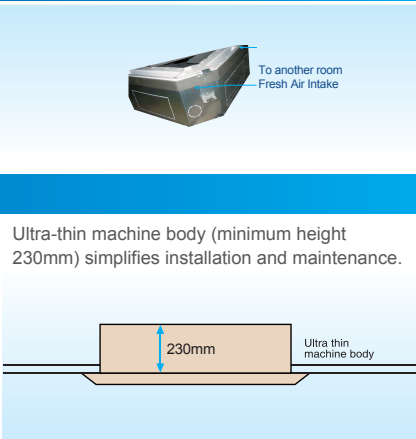 To another room
Fresh Air Intake
Ultra-thin machine body (minimum height
230mm) simplifies installation and maintenance.
230mm
Ultra thin
machine body